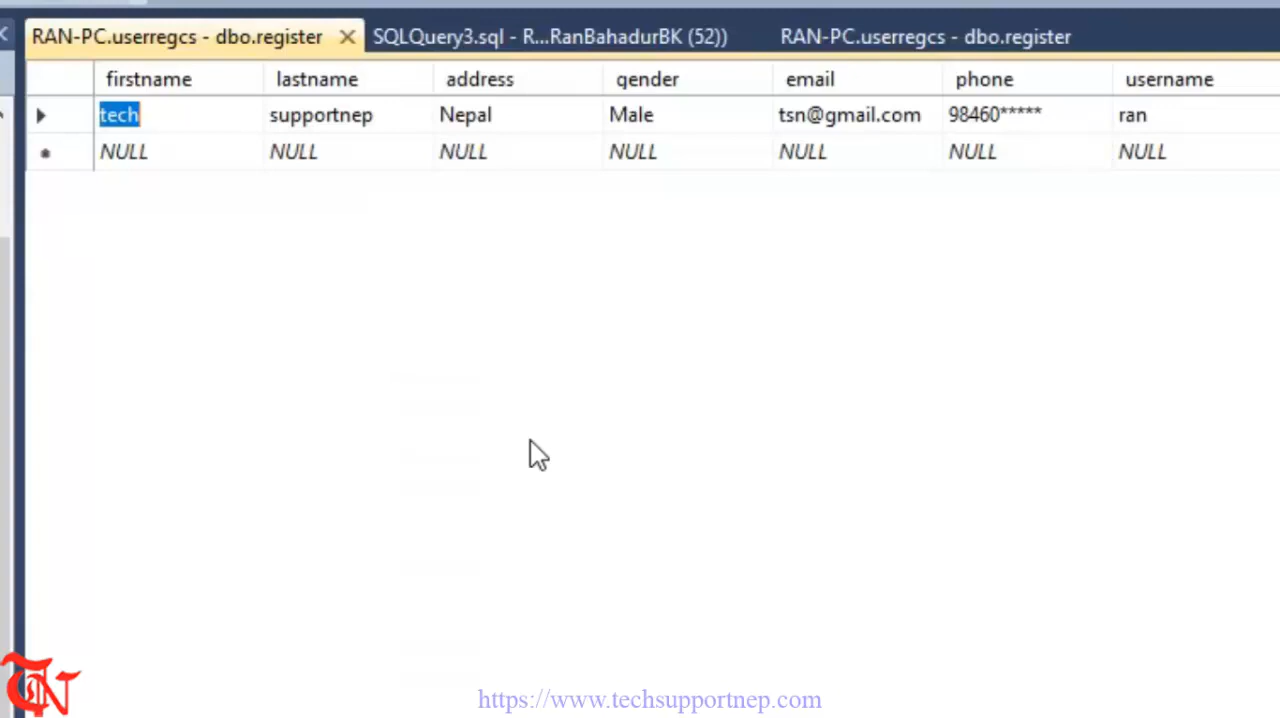 RAN-PC.userregcs - dbo.register SQLQuery3.sql - R...RanBahadurBK (52)) RAN-PC.userregcs - dbo.register
firstname lastname address gender email phone username
tech supportnep Nepal Male tsn@gmail.com 98460***** ran
NULL NULL NULL NULL NULL NULL NULL
TSN
https://www.techsupportnep.com